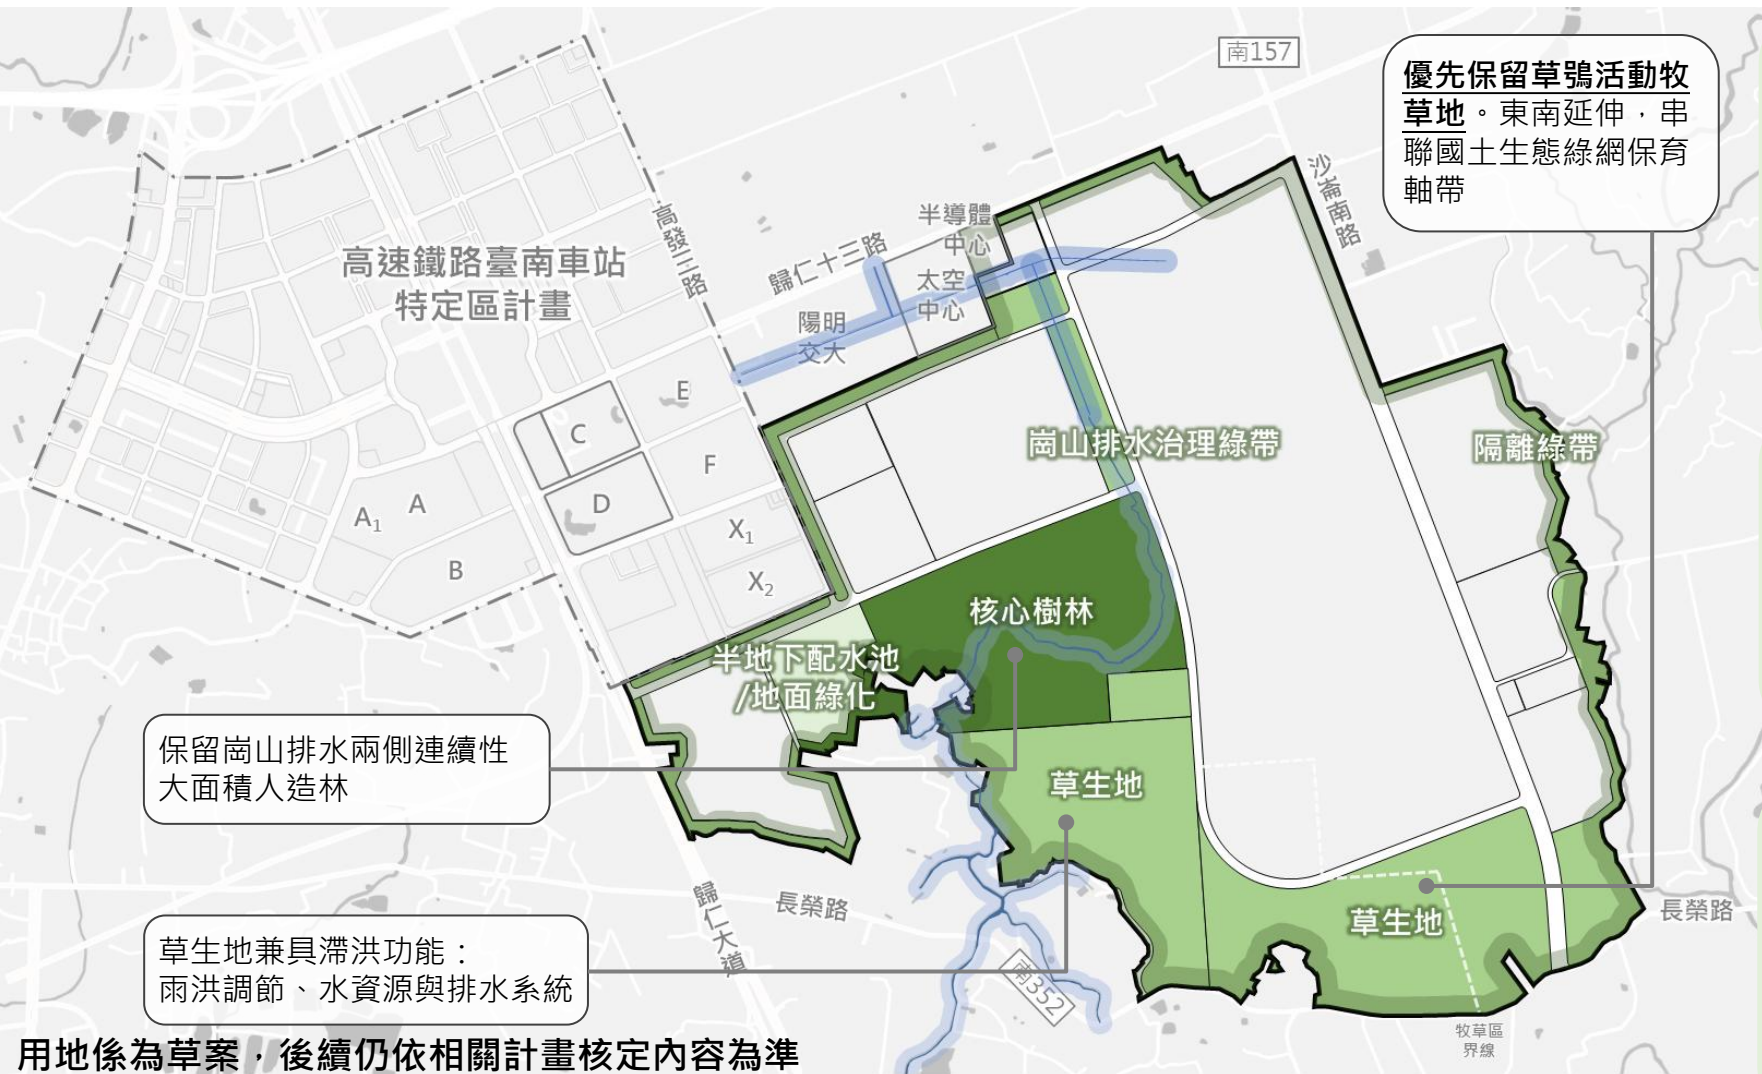 南157
優先保留草鴞活動牧
草地。東南延伸，串
聯國土生態綠網保育
軸帶
沙崙南路
高發三路
半導體
中心
歸仁十三路
太空
中心
陽明
交大
高速鐵路臺南車站
特定區計畫
E
C
F
D
A
A₁
X₁
B
X₂
崗山排水治理綠帶
隔離綠帶
核心樹林
半地下配水池
/地面綠化
保留崗山排水兩側連續性
大面積人造林
草生地
長榮路
歸仁大道
草生地
長榮路
草生地兼具滯洪功能：
雨洪調節、水資源與排水系統
南352
牧草區
界線
用地係為草案，後續仍依相關計畫核定內容為準